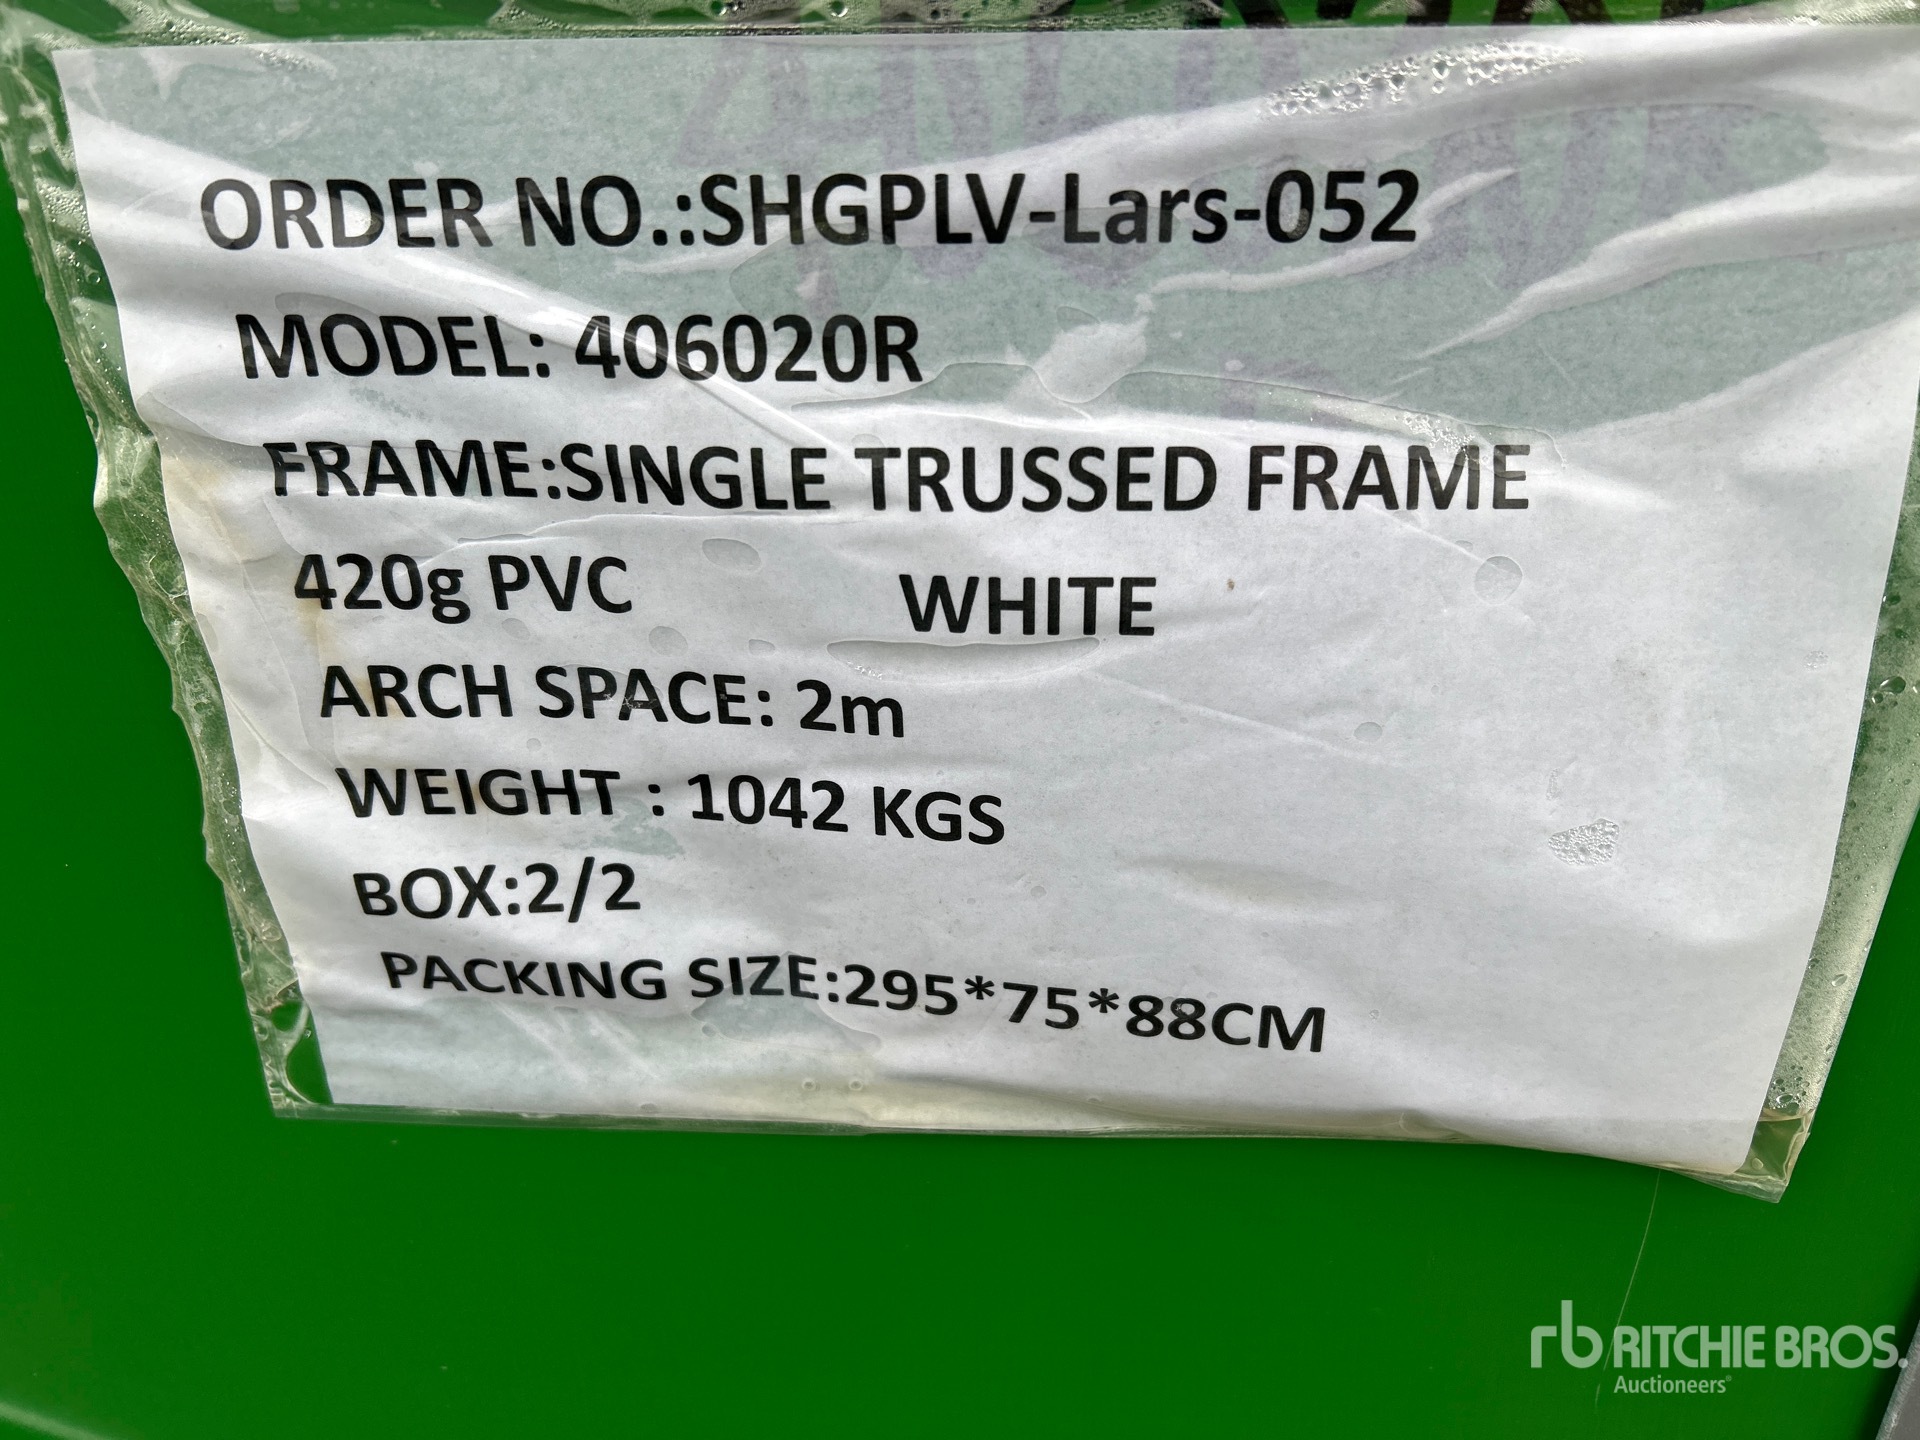 ORDER NO.:SHGPLV-Lars-052
MODEL: 406020R
FRAME:SINGLE TRUSSED FRAME
420g PVC WHITE
ARCH SPACE: 2m
WEIGHT : 1042 KGS
BOX:2/2
PACKING SIZE:295*75*88CM
rb RITCHIE BROS.
Auctioneers®